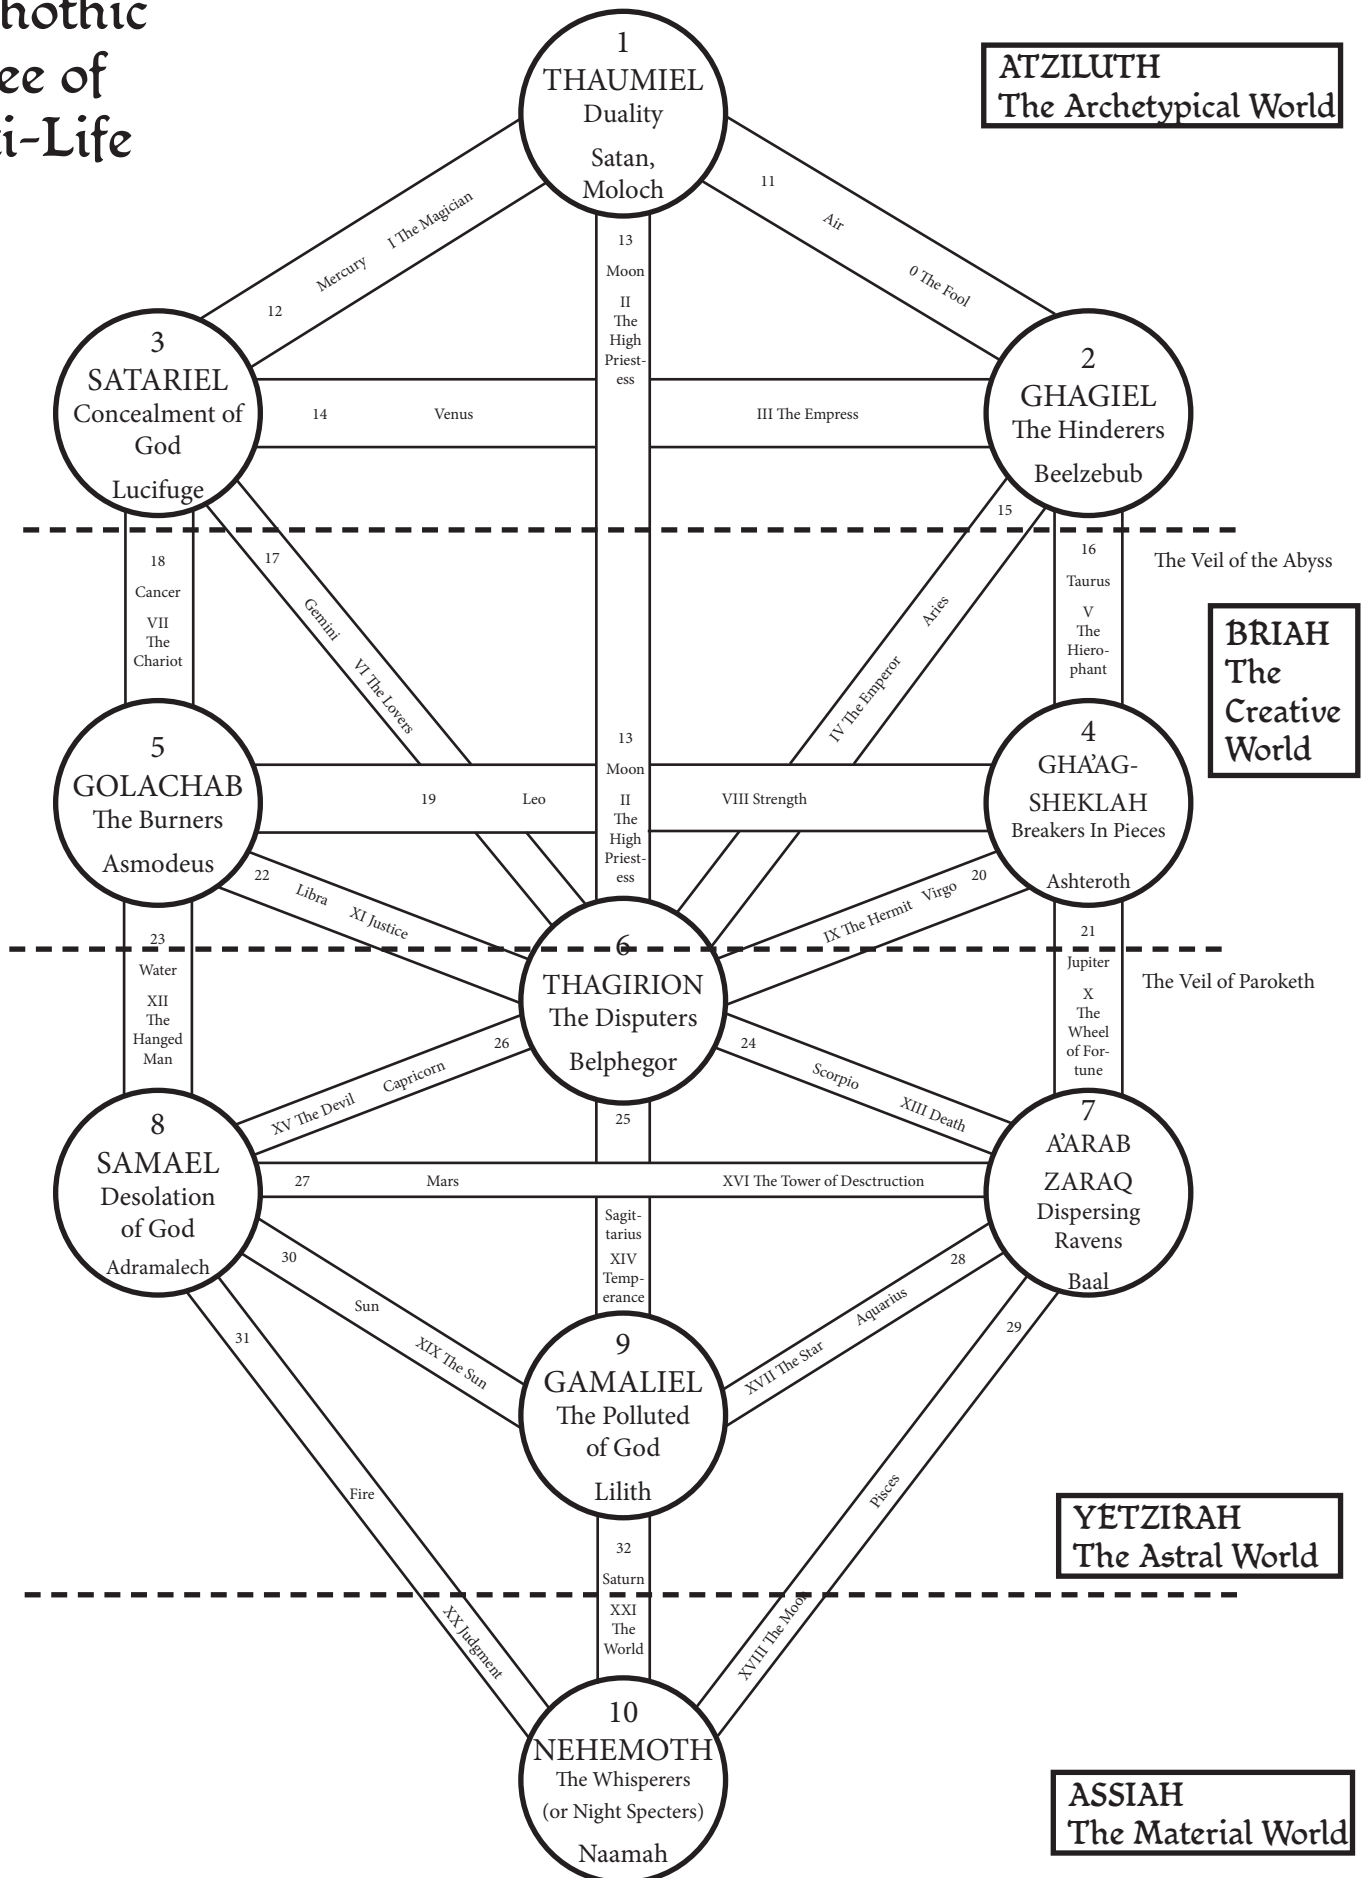 hothic
ee of
i-Life
1
THAUMIEL
Duality
Satan,
Moloch
ATZILUTH
The Archetypical World
11
Air
0 The Fool
12
Mercury
I The Magician
13
Moon
II
The
High
Priest-
ess
3
SATARIEL
Concealment of
God
Lucifuge
14
Venus
III The Empress
2
GHAGIEL
The Hinderers
Beelzebub
The Veil of the Abyss
18
Cancer
VII
The
Chariot
17
Gemini
VI The Lovers
15
Aries
IV The Emperor
16
Taurus
V
The
Hiero-
phant
BRIAH
The
Creative
World
13
Moon
II
The
High
Priest-
ess
5
GOLACHAB
The Burners
Asmodeus
19
Leo
VIII Strength
4
GHA'AG-
SHEKLAH
Breakers In Pieces
Ashteroth
22
Libra
XI Justice
20
Virgo
IX The Hermit
23
Water
XII
The
Hanged
Man
6
THAGIRION
The Disputers
Belphegor
21
Jupiter
X
The
Wheel
of For-
tune
The Veil of Paroketh
26
Capricorn
XV The Devil
24
Scorpio
XIII Death
25
Sagit-
tarius
XIV
Temp-
erance
8
SAMAEL
Desolation
of God
Adramalech
27
Mars
XVI The Tower of Desctruction
7
A'ARAB
ZARAQ
Dispersing
Ravens
Baal
30
Sun
XIX The Sun
28
Aquarius
XVII The Star
31
Fire
XX Judgment
29
Pisces
XVIII The Moon
9
GAMALIEL
The Polluted
of God
Lilith
YETZIRAH
The Astral World
32
Saturn
XXI
The
World
10
NEHEMOTH
The Whisperers
(or Night Specters)
Naamah
ASSIAH
The Material World